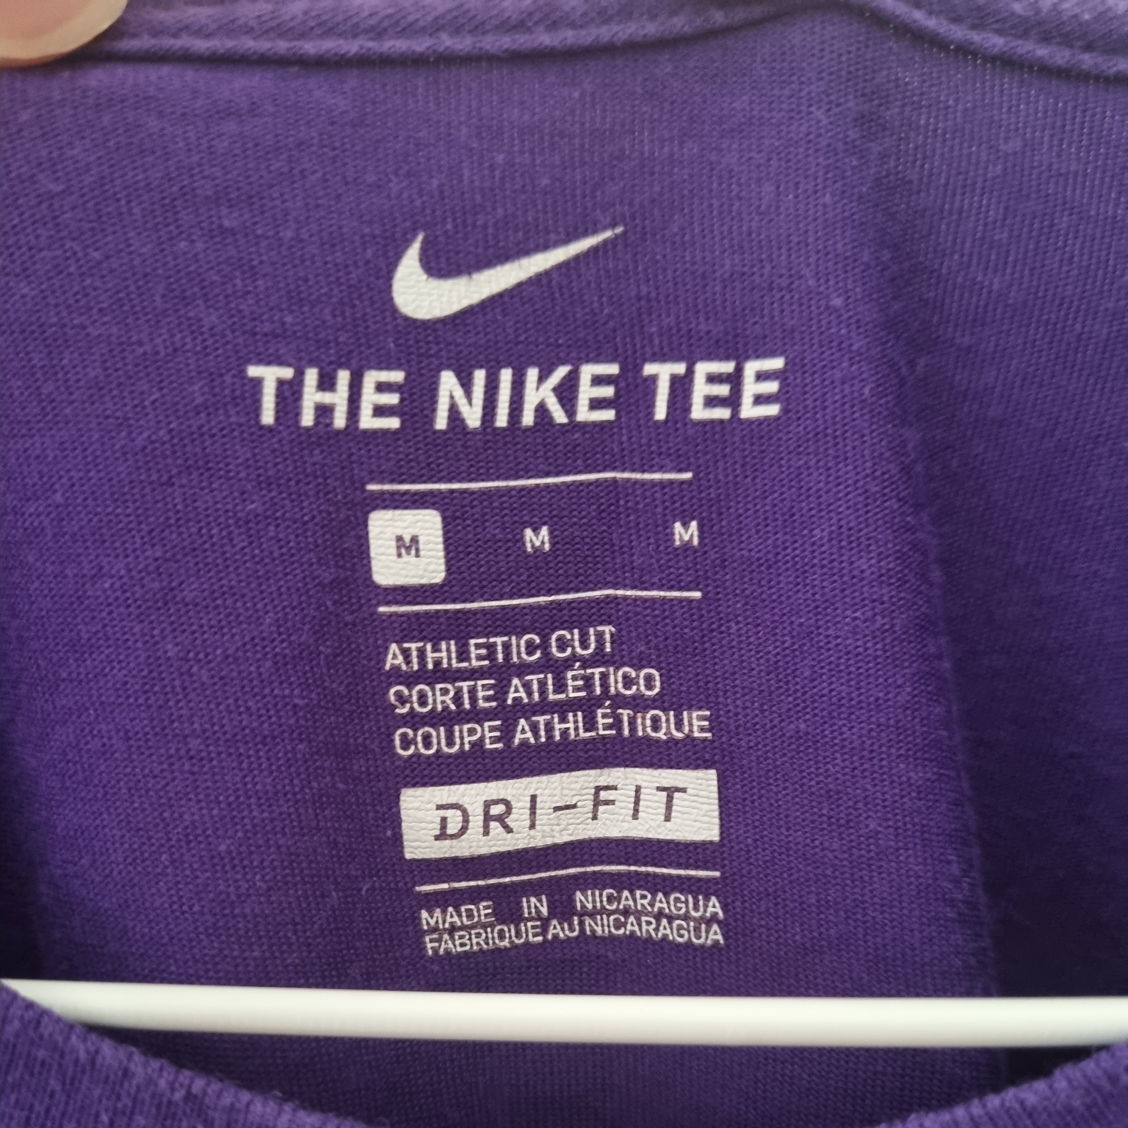 THE NIKE TEE
M M M
ATHLETIC CUT
CORTE ATLÉTICO
COUPE ATHLÉTIQUE
DRI-FIT
MADE IN NICARAGUA
FABRIQUE AU NICARAGUA